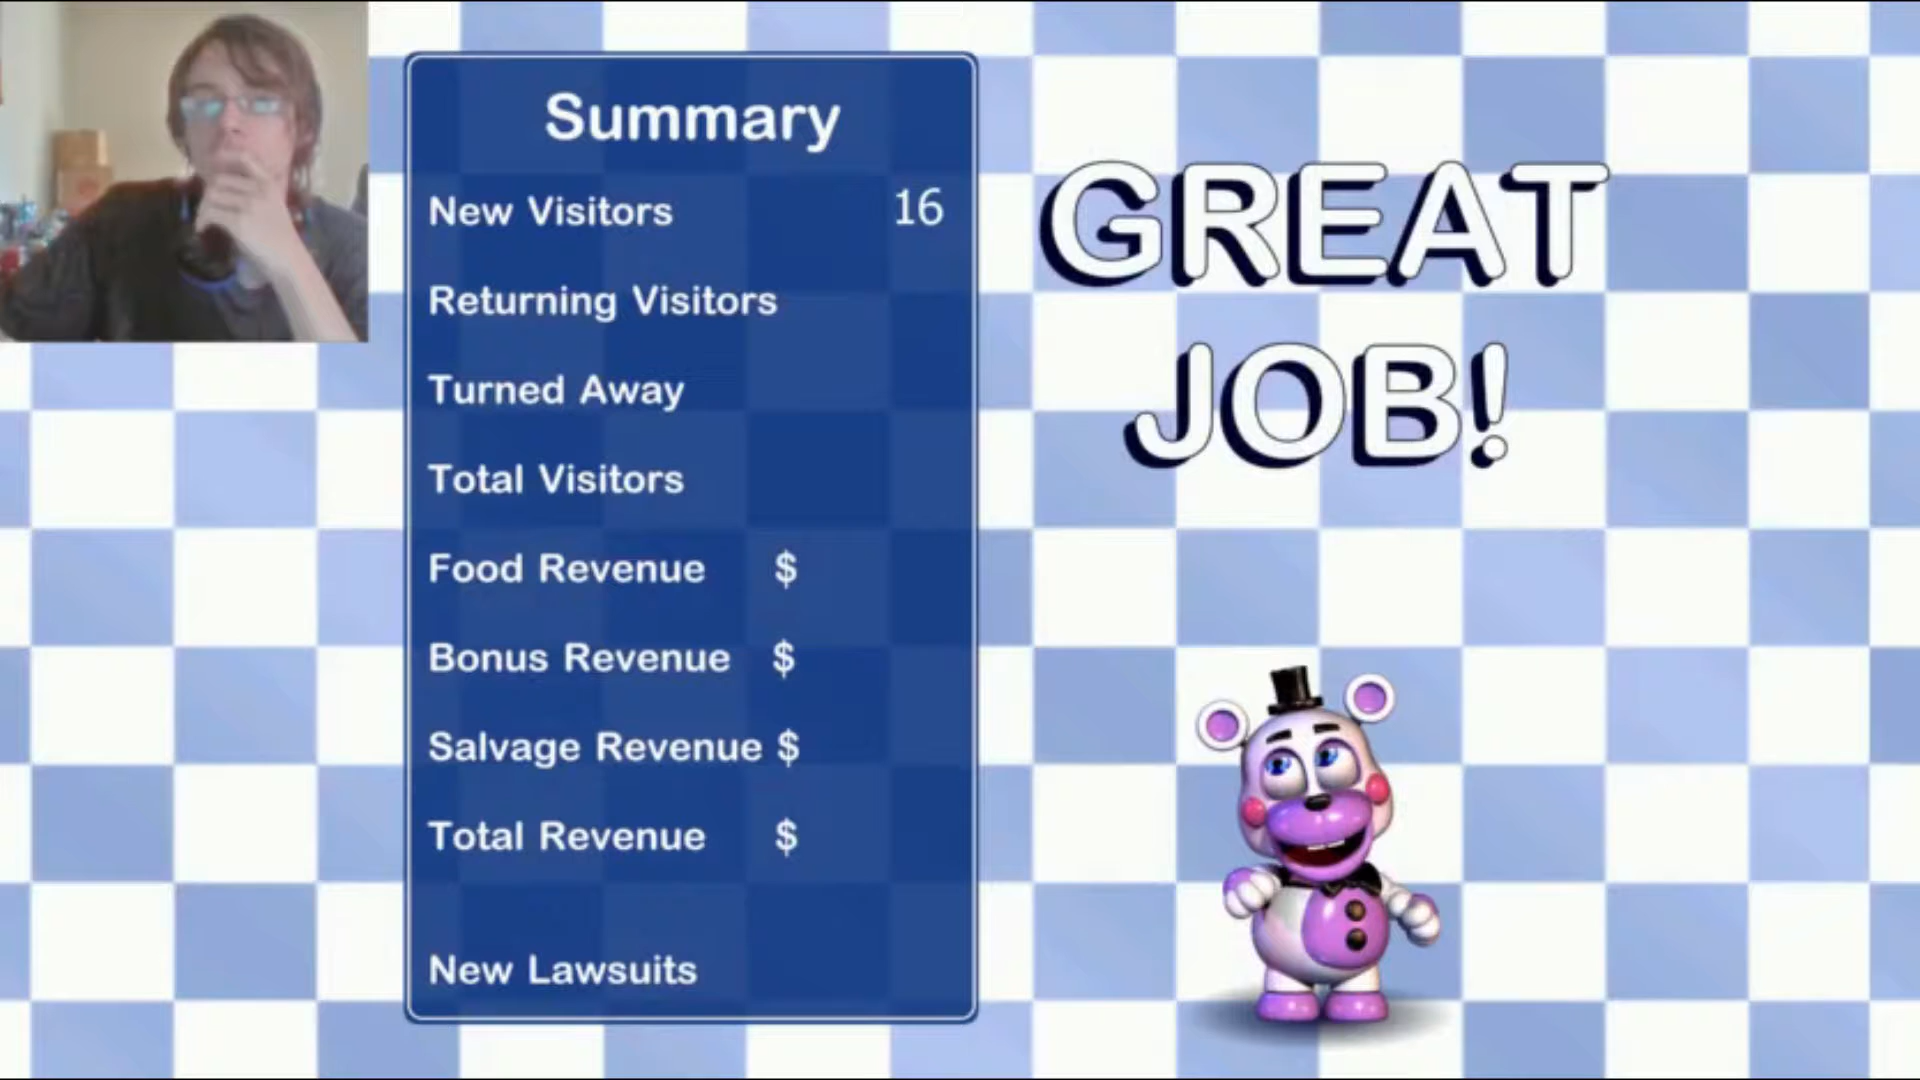 Summary
New Visitors 16
Returning Visitors
Turned Away
Total Visitors
Food Revenue $
Bonus Revenue $
Salvage Revenue $
Total Revenue $
New Lawsuits
GREAT
JOB!